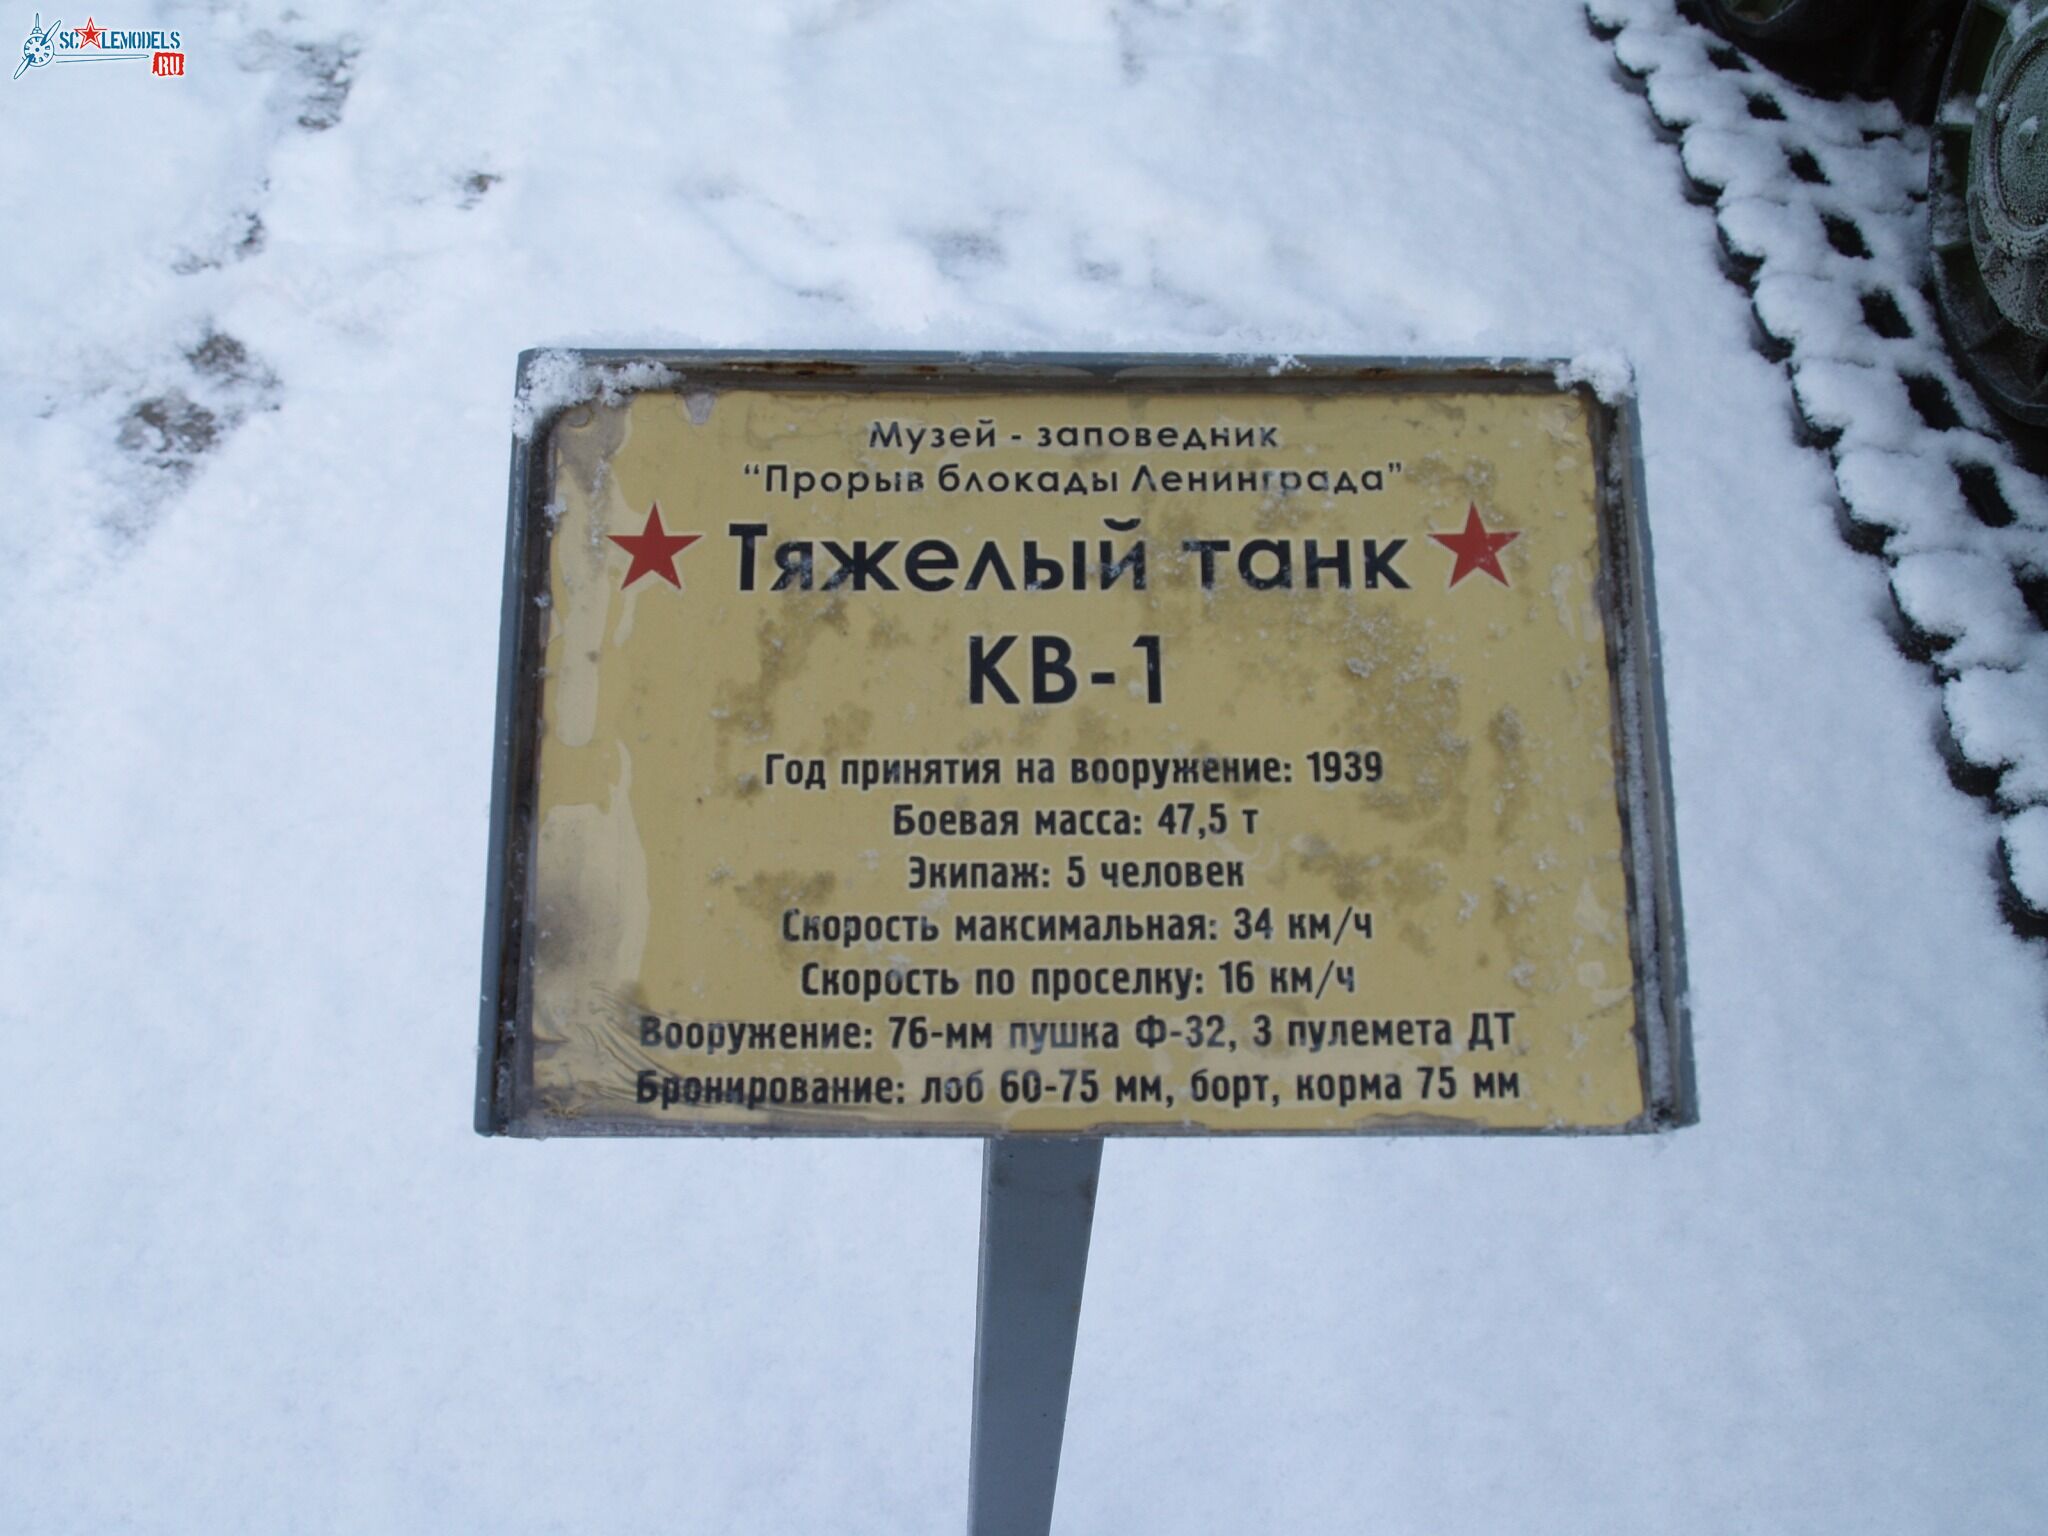 SCALEMODELS
.RU
Музей - заповедник
“Прорыв блокады Ленинграда”
Тяжелый танк
КВ-1
Год принятия на вооружение: 1939
Боевая масса: 47,5 т
Экипаж: 5 человек
Скорость максимальная: 34 км/ч
Скорость по проселку: 16 км/ч
Вооружение: 76-мм пушка Ф-32, 3 пулемета ДТ
Бронирование: лоб 60-75 мм, борт, корма 75 мм